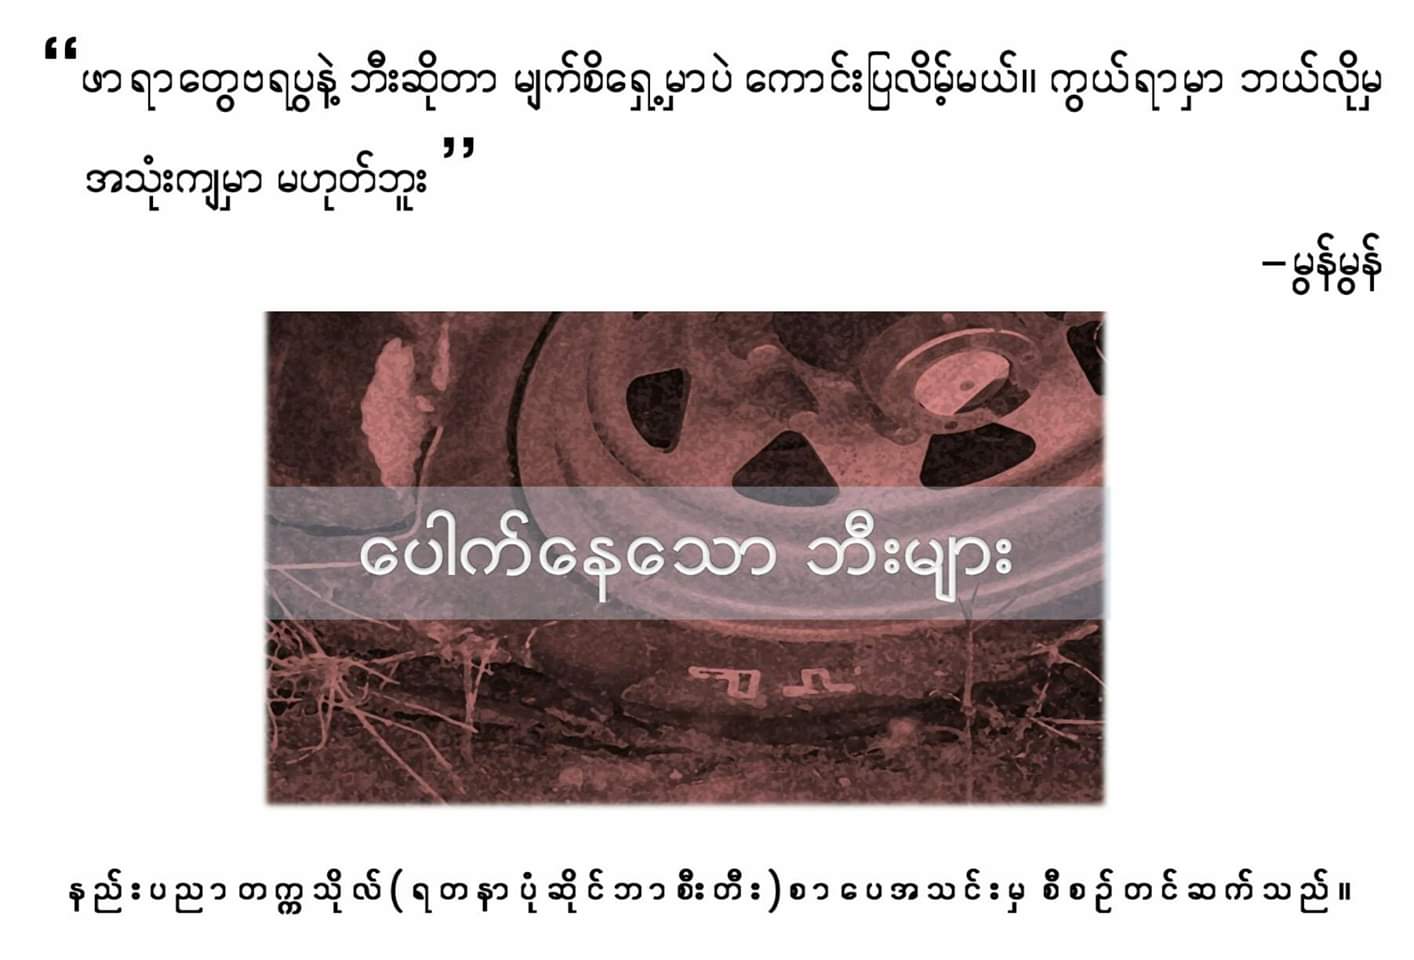 “ဖာရာတွေဗရပွနဲ့ ဘီးဆိုတာ မျက်စိရှေ့မှာပဲ ကောင်းပြလိမ့်မယ်။ ကွယ်ရာမှာ ဘယ်လိုမှ
အသုံးကျမှာ မဟုတ်ဘူး”
–မွန်မွန်
ပေါက်နေသော ဘီးများ
နည်းပညာတက္ကသိုလ်(ရတနာပုံဆိုင်ဘာစီးတီး)စာပေအသင်းမှ စီစဉ်တင်ဆက်သည်။